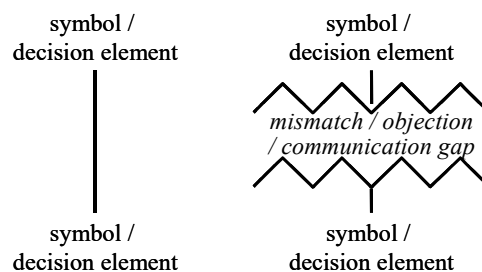 symbol /
decision element
symbol /
decision element
symbol /
decision element
mismatch / objection
/ communication gap
symbol /
decision element